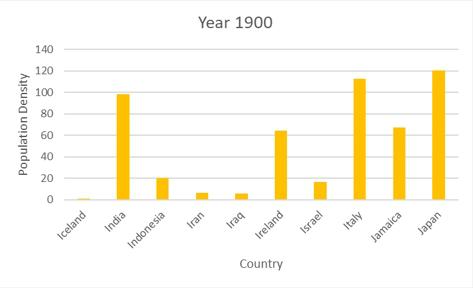 Year 1900
Population Density
140
120
100
80
60
40
20
0
Iceland
India
Indonesia
Iran
Iraq
Ireland
Israel
Italy
Jamaica
Japan
Country